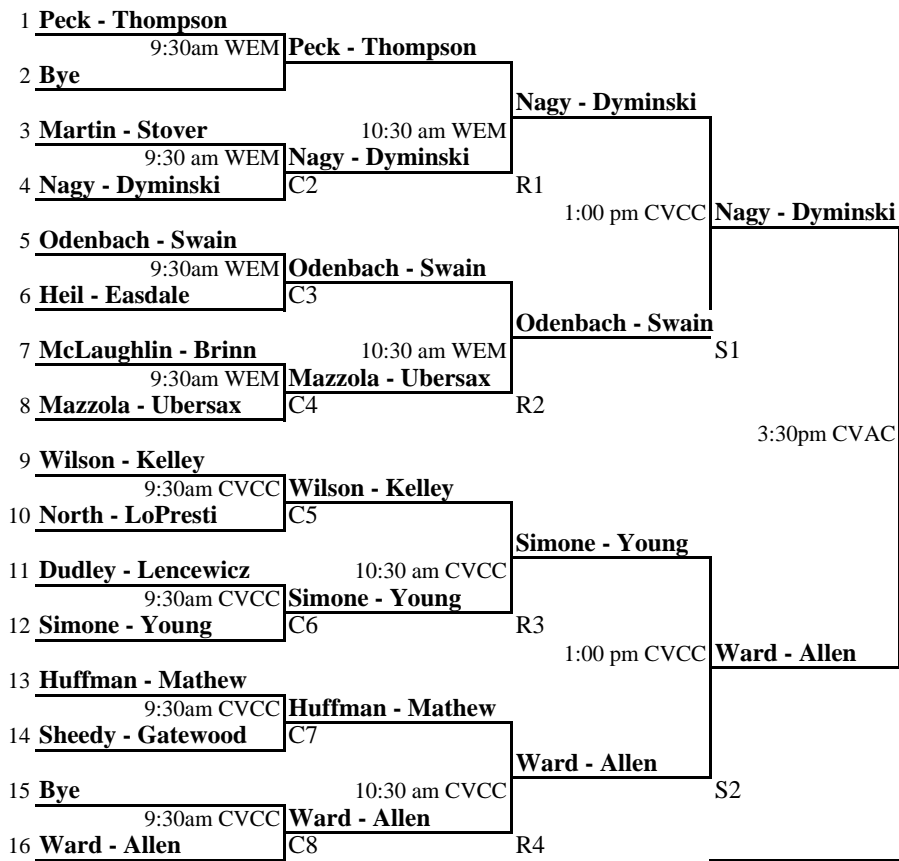 1 Peck - Thompson
9:30am WEM Peck - Thompson
2 Bye
Nagy - Dyminski
3 Martin - Stover 10:30 am WEM
9:30 am WEM Nagy - Dyminski
4 Nagy - Dyminski C2 R1
1:00 pm CVCC Nagy - Dyminski
5 Odenbach - Swain
9:30am WEM Odenbach - Swain
6 Heil - Easdale C3
Odenbach - Swain
7 McLaughlin - Brinn 10:30 am WEM S1
9:30am WEM Mazzola - Ubersax
8 Mazzola - Ubersax C4 R2
3:30pm CVAC
9 Wilson - Kelley
9:30am CVCC Wilson - Kelley
10 North - LoPresti C5
Simone - Young
11 Dudley - Lencewicz 10:30 am CVCC
9:30am CVCC Simone - Young
12 Simone - Young C6 R3
1:00 pm CVCC Ward - Allen
13 Huffman - Mathew
9:30am CVCC Huffman - Mathew
14 Sheedy - Gatewood C7
Ward - Allen
15 Bye 10:30 am CVCC S2
9:30am CVCC Ward - Allen
16 Ward - Allen C8 R4